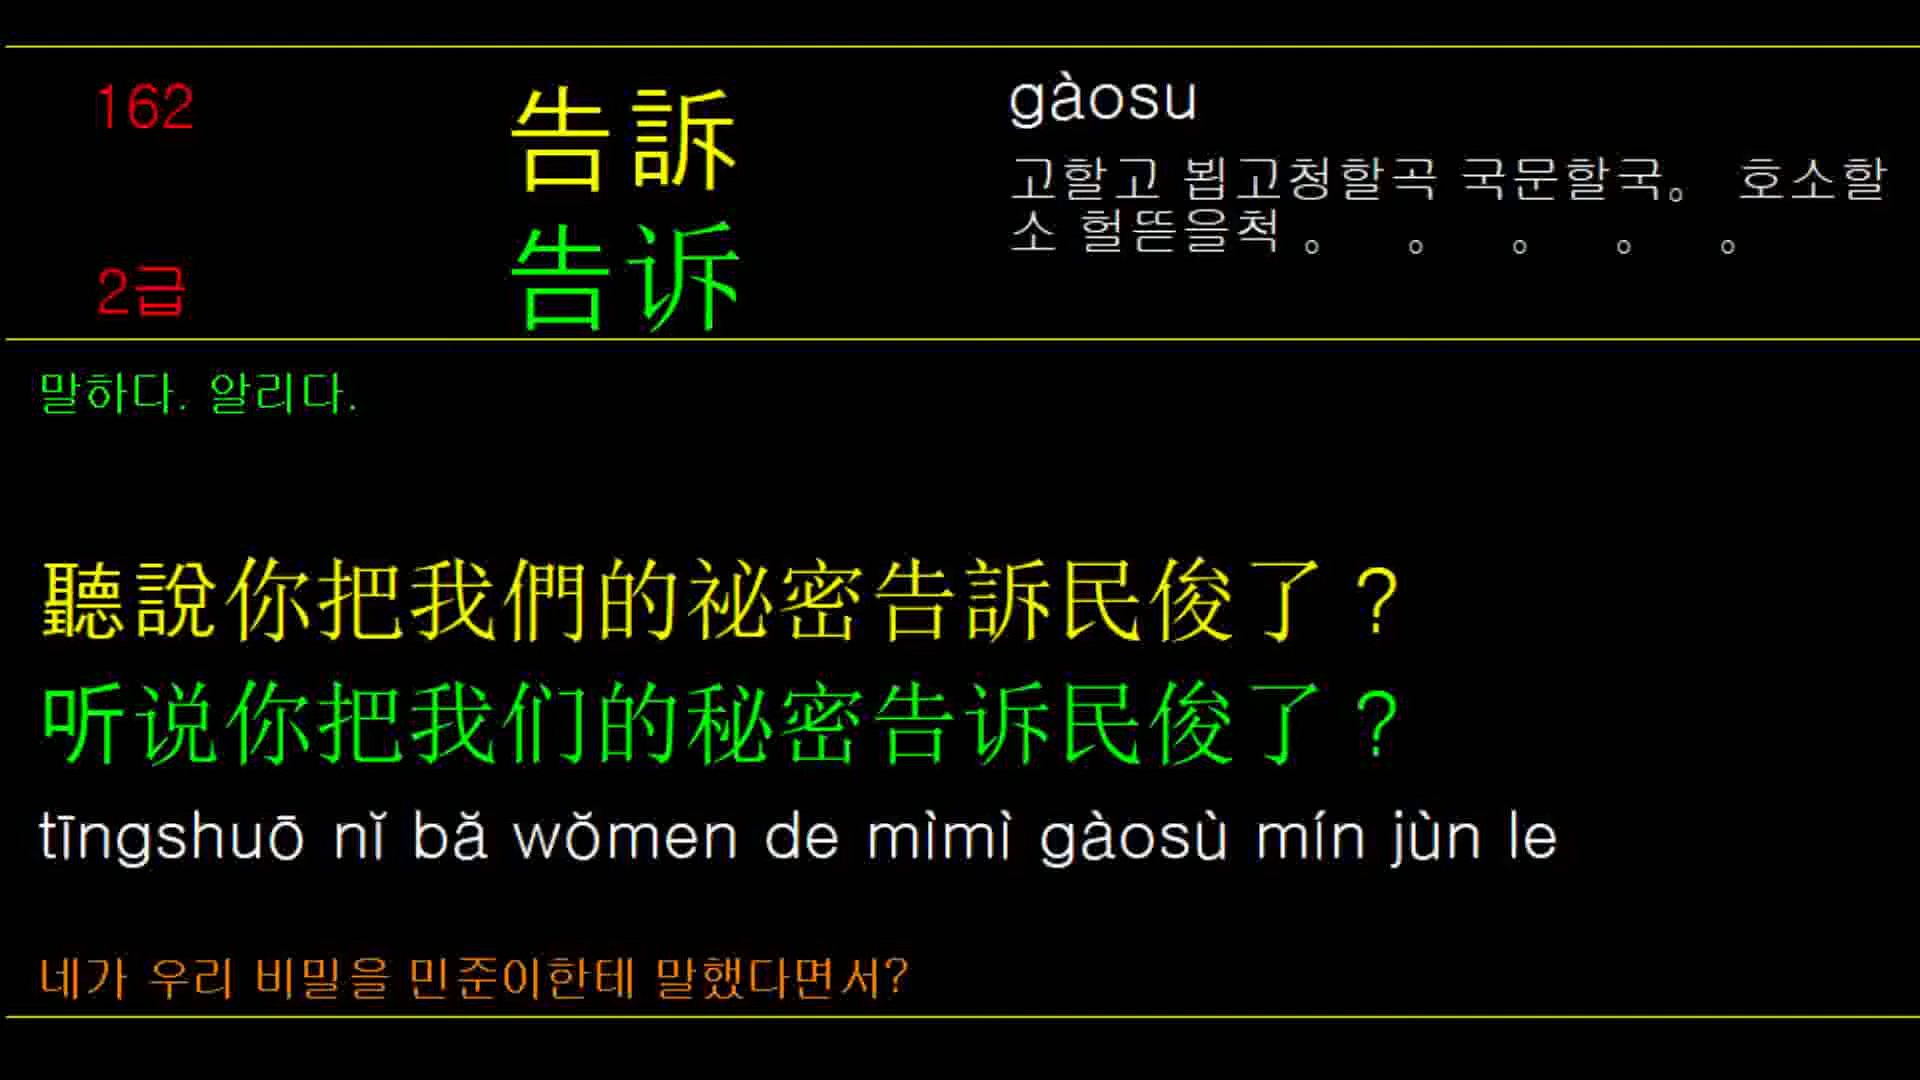 162
告訴
gàosu
고할고 뵙고청할곡 국문할국。 호소할
소 헐뜯을척 。 。 。 。 。
告诉
2급
말하다. 알리다.
聽說你把我們的祕密告訴民俊了？
听说你把我们的秘密告诉民俊了？
tīngshuō nǐ bǎ wǒmen de mìmì gàosù mín jùn le
네가 우리 비밀을 민준이한테 말했다면서?